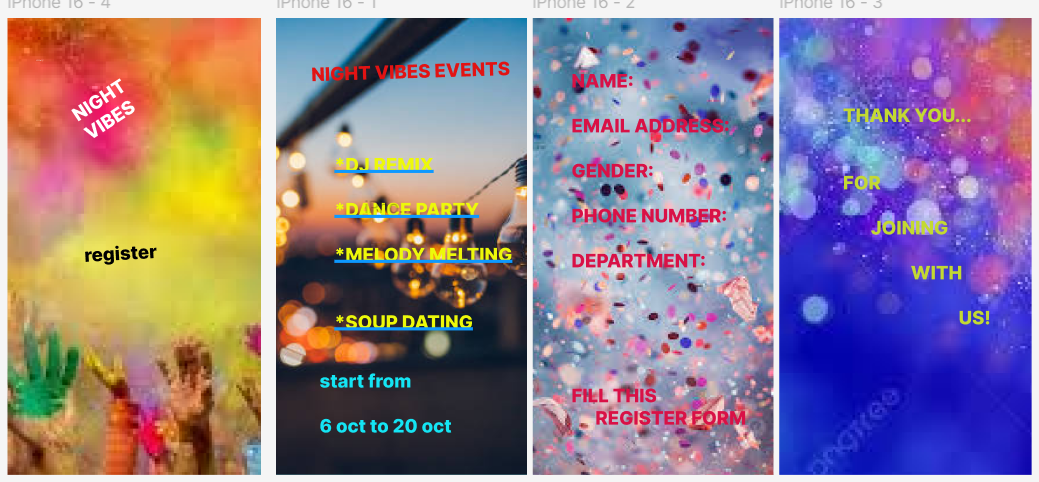 iPhone 16 - 4
NIGHT
VIBES
register
iPhone 16 - 1
NIGHT VIBES EVENTS
*DJ REMIX
*DANCE PARTY
*MELODY MELTING
*SOUP DATING
start from
6 oct to 20 oct
iPhone 16 - 2
NAME:
EMAIL ADDRESS:
GENDER:
PHONE NUMBER:
DEPARTMENT:
FILL THIS
REGISTER FORM
iPhone 16 - 3
THANK YOU...
FOR
JOINING
WITH
US!
pngtree